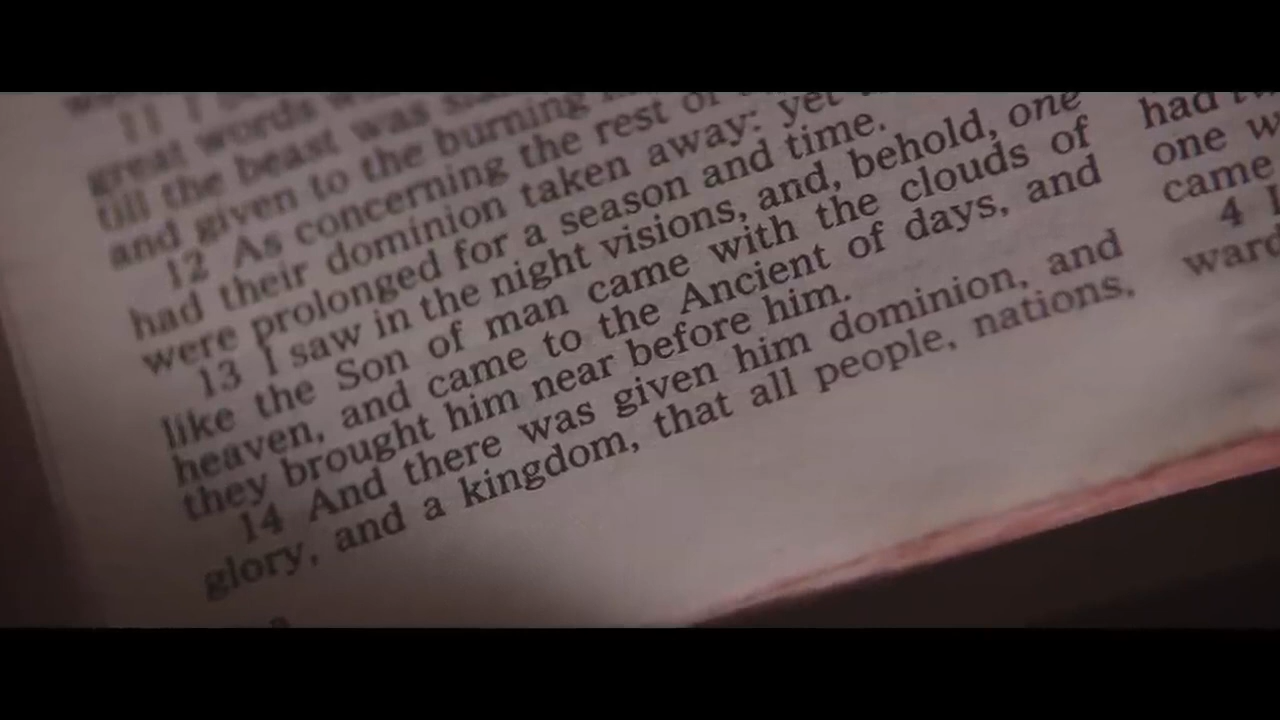 11 I
great words
till the beast was
and given to the burning
12 As concerning the rest of
had their dominion taken away: yet
were prolonged for a season and time.
13 I saw in the night visions, and, behold, one
like the Son of man came with the clouds of
heaven, and came to the Ancient of days, and
they brought him near before him.
14 And there was given him dominion, and
glory, and a kingdom, that all people, nations,
had
one
came
4
ward